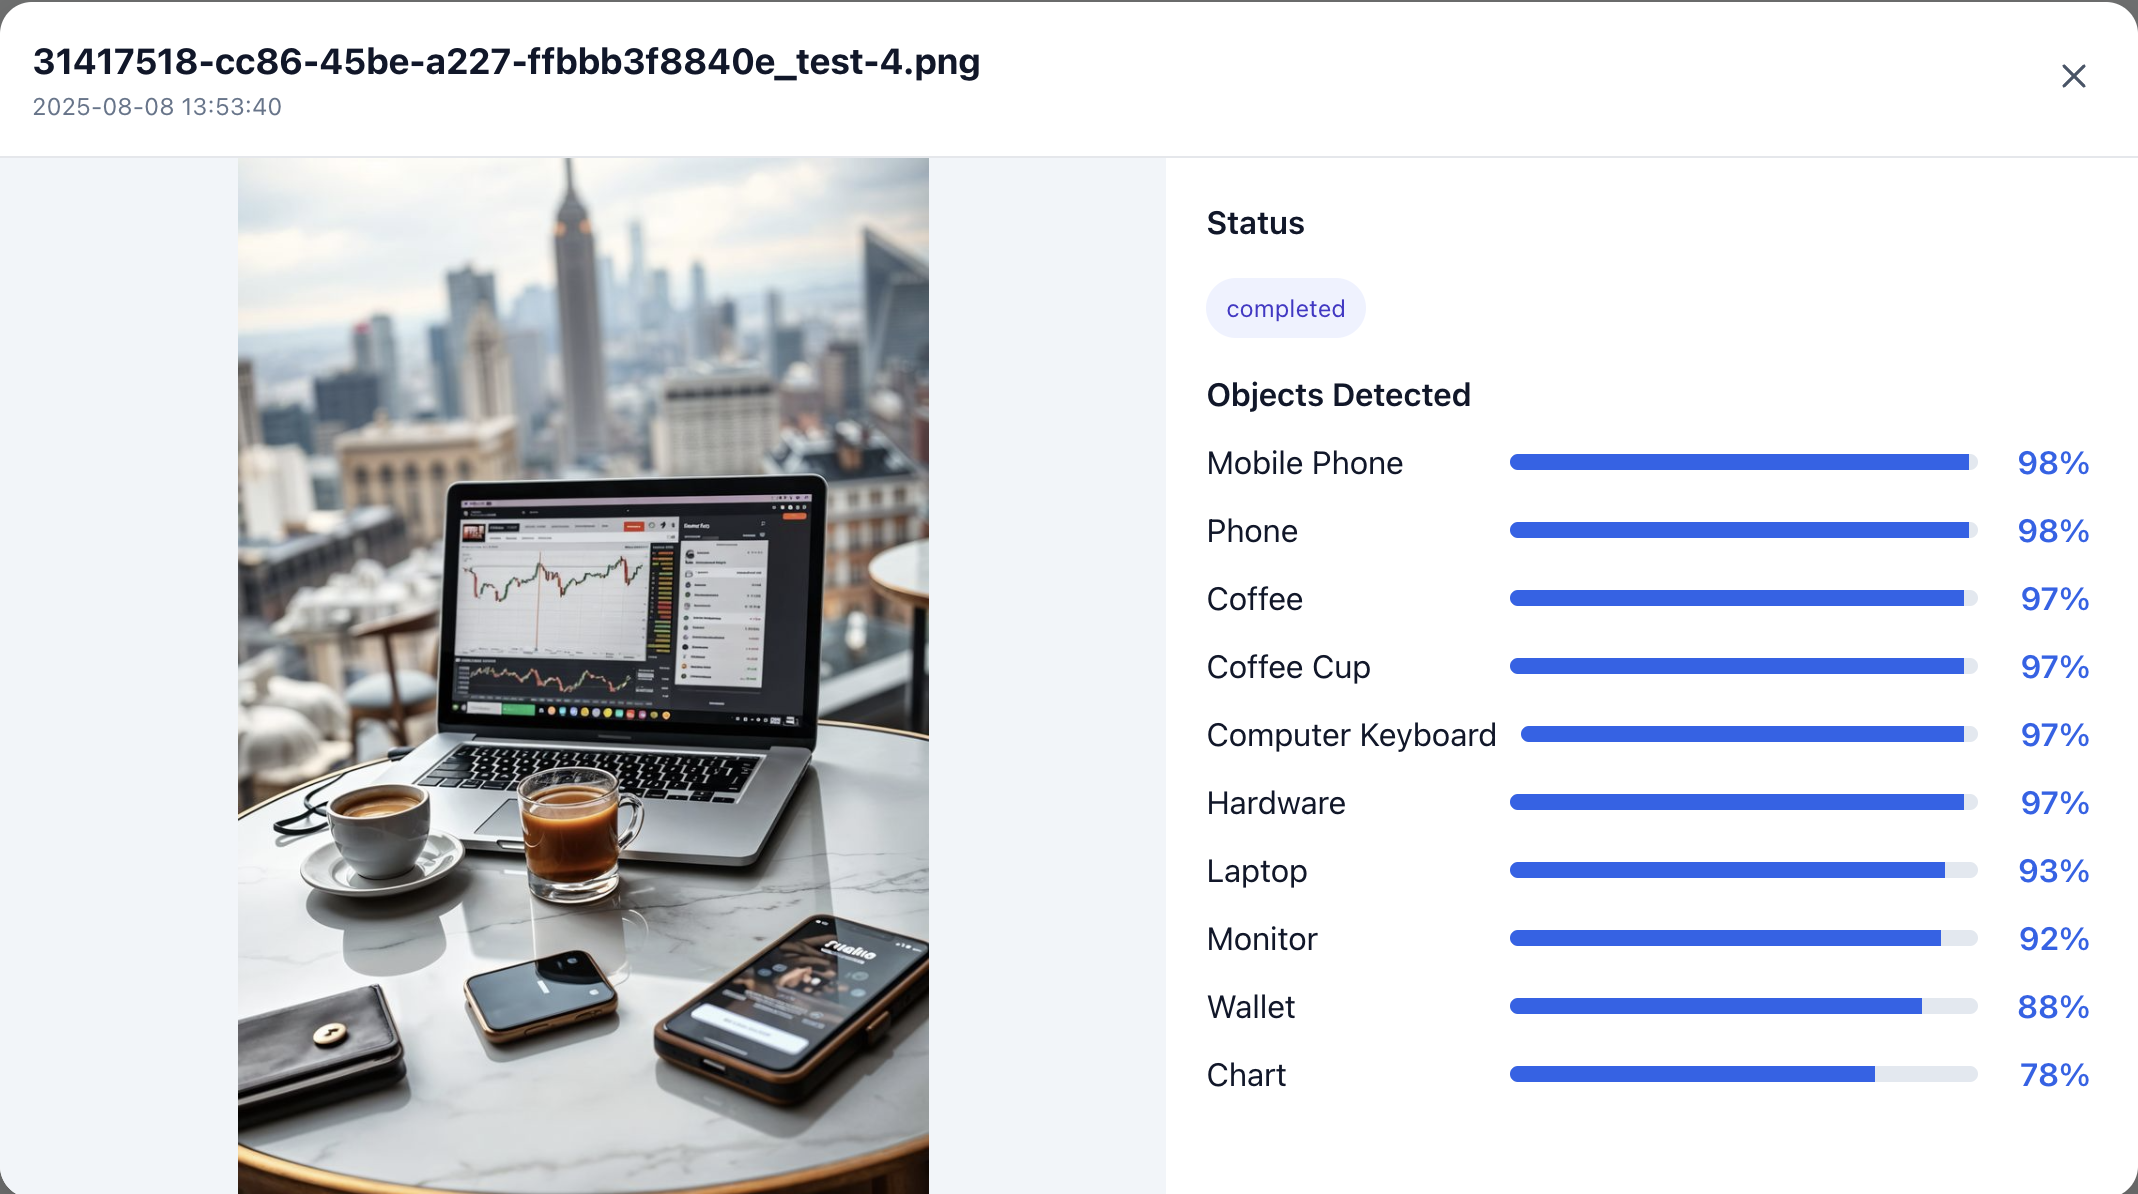 31417518-cc86-45be-a227-ffbbb3f8840e_test-4.png
2025-08-08 13:53:40
Status
completed
Objects Detected
Mobile Phone 98%
Phone 98%
Coffee 97%
Coffee Cup 97%
Computer Keyboard 97%
Hardware 97%
Laptop 93%
Monitor 92%
Wallet 88%
Chart 78%